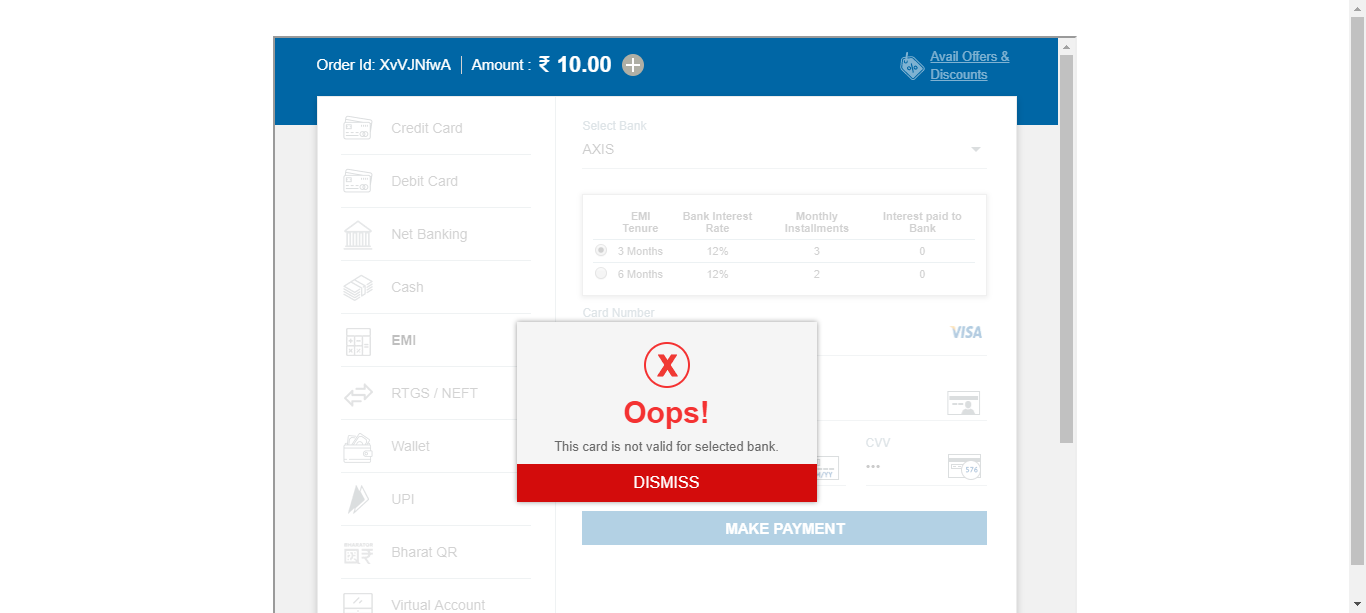 Order Id: XvVJNfwA | Amount : ₹ 10.00
Avail Offers &
Discounts
Credit Card
Debit Card
Net Banking
Cash
EMI
RTGS / NEFT
Wallet
UPI
Bharat QR
Virtual Account
Select Bank
AXIS
EMI Tenure Bank Interest Rate Monthly Installments Interest paid to Bank
3 Months 12% 3 0
6 Months 12% 2 0
Card Number
VISA
CVV
576
X
Oops!
This card is not valid for selected bank.
DISMISS
MAKE PAYMENT